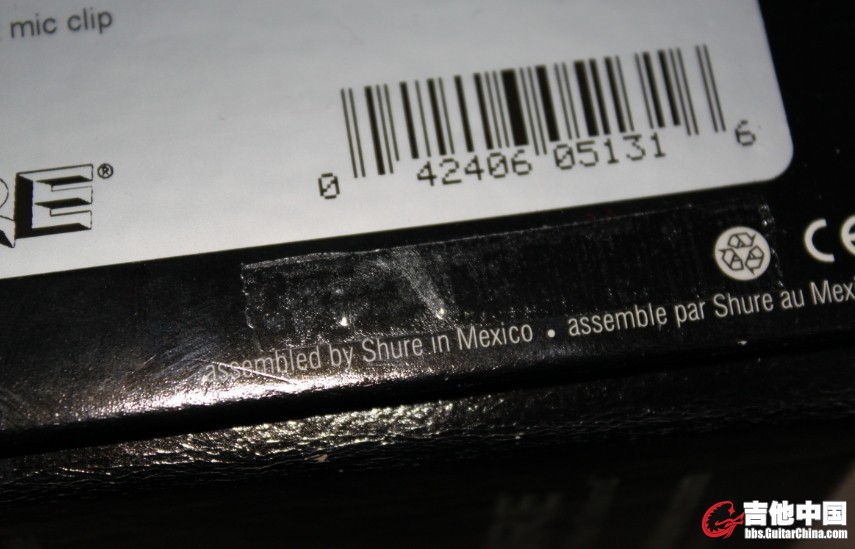 mic clip
0 42406 05131 6
RE®
CE
assembled by Shure in Mexico • assemble par Shure au Mex
吉他中国
bbs.GuitarChina.com